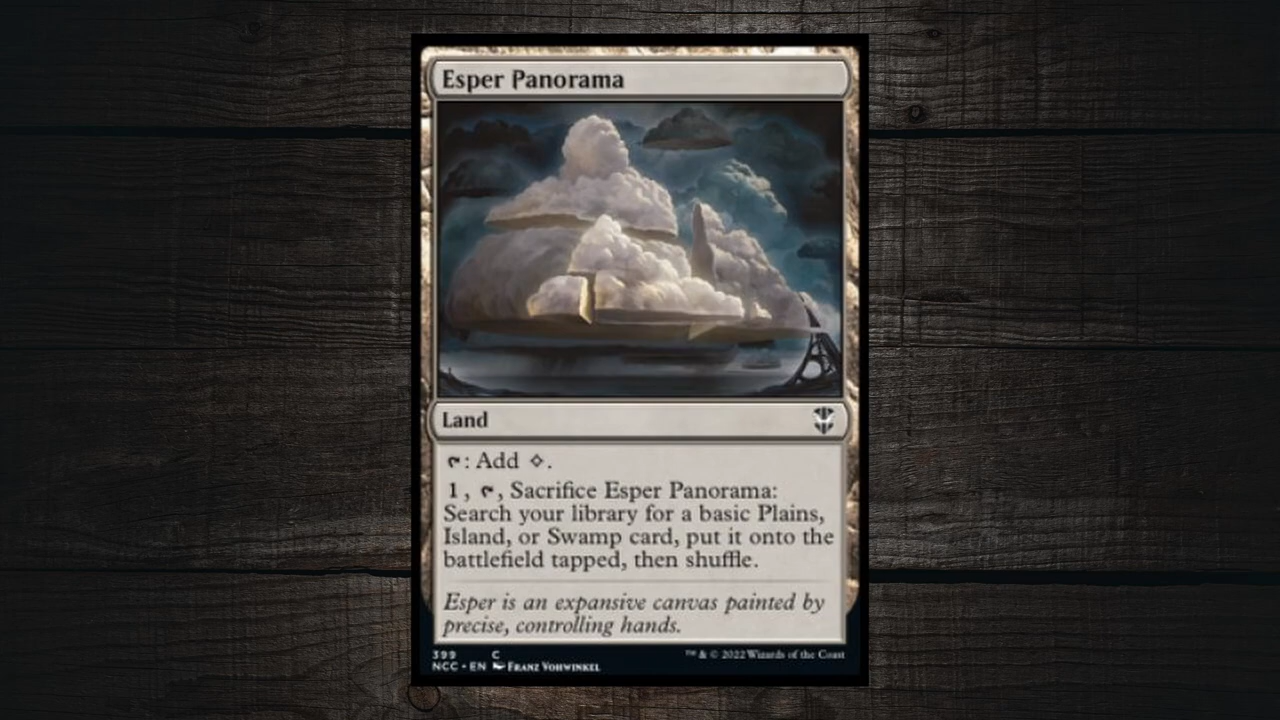 Esper Panorama
Land
: Add .
1, , Sacrifice Esper Panorama:
Search your library for a basic Plains,
Island, or Swamp card, put it onto the
battlefield tapped, then shuffle.
Esper is an expansive canvas painted by
precise, controlling hands.
399 C
NCC • EN Franz Vohwinkel
™ & © 2022 Wizards of the Coast